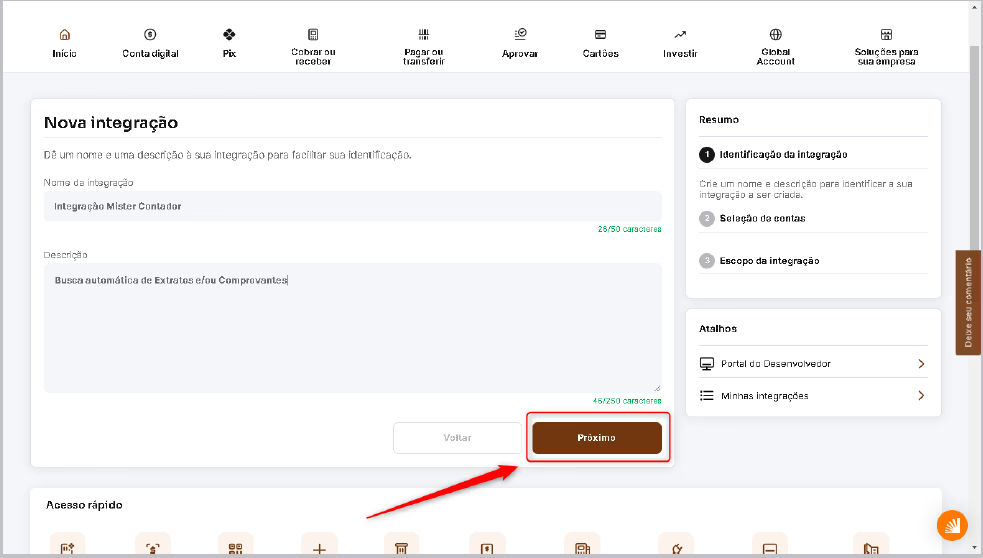 Início
Conta digital
Pix
Cobrar ou
receber
Pagar ou
transferir
Aprovar
Cartões
Investir
Global
Account
Soluções para
sua empresa
Nova integração
Dê um nome e uma descrição à sua integração para facilitar sua identificação.
Nome da integração
Integração Mister Contador
26/50 caracteres
Descrição
Busca automática de Extratos e/ou Comprovantes
46/250 caracteres
Voltar
Próximo
Resumo
1 Identificação da integração
Crie um nome e descrição para identificar a sua
integração a ser criada.
2 Seleção de contas
3 Escopo da integração
Atalhos
Portal do Desenvolvedor
Minhas integrações
Deixe seu comentário
Acesso rápido